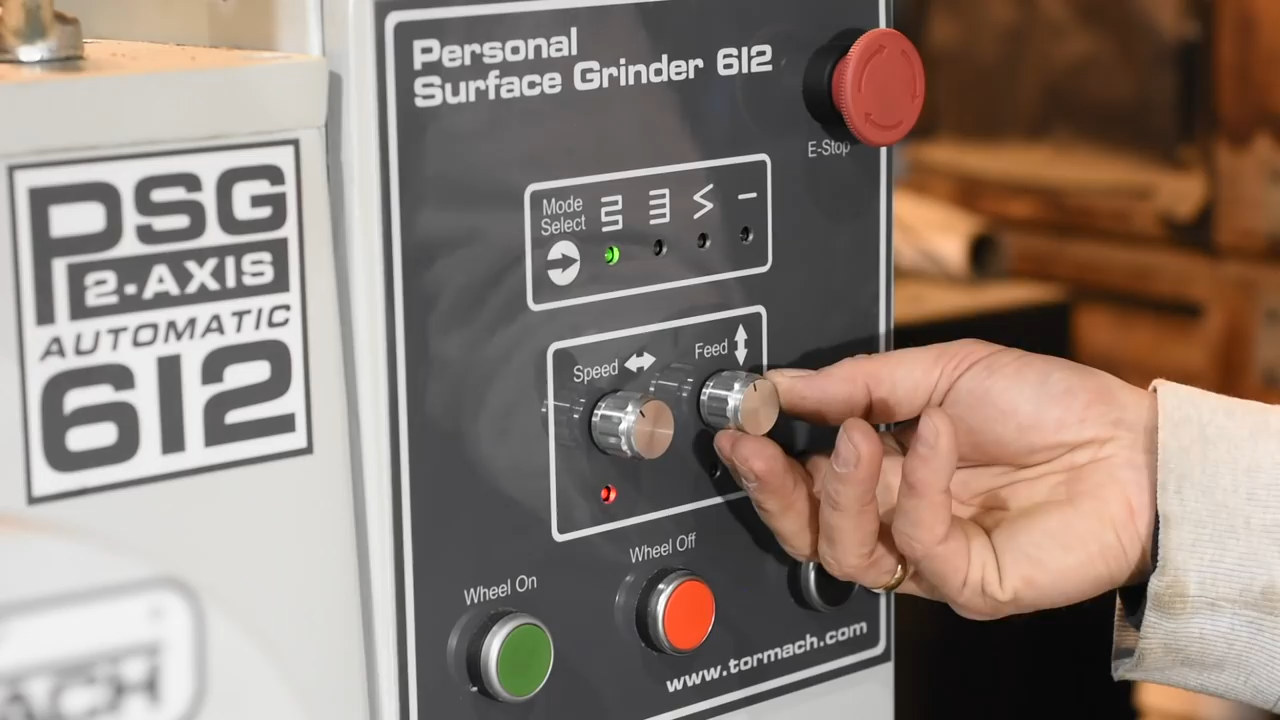 Personal
Surface Grinder 612
E-Stop
PSG
2-AXIS
AUTOMATIC
612
Mode
Select
Speed
Feed
Wheel On
Wheel Off
www.tormach.com
ACH